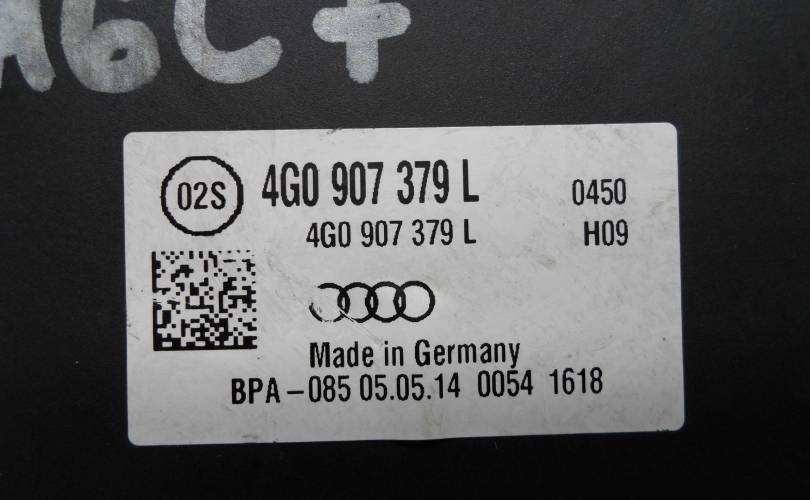 A6C7
02S 4G0 907 379 L 0450
4G0 907 379 L H09
Made in Germany
BPA-085 05.05.14 0054 1618